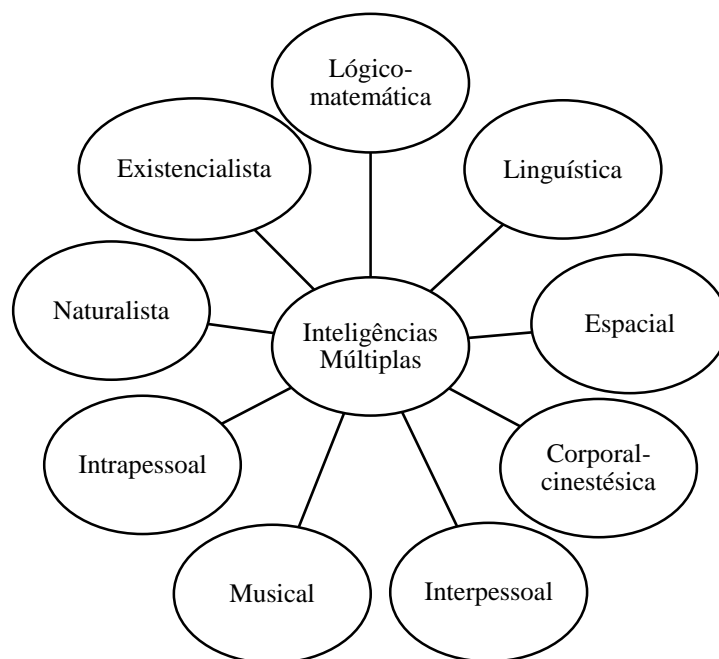 Lógico-
matemática
Existencialista
Linguística
Naturalista
Inteligências
Múltiplas
Espacial
Intrapessoal
Corporal-
cinestésica
Musical
Interpessoal